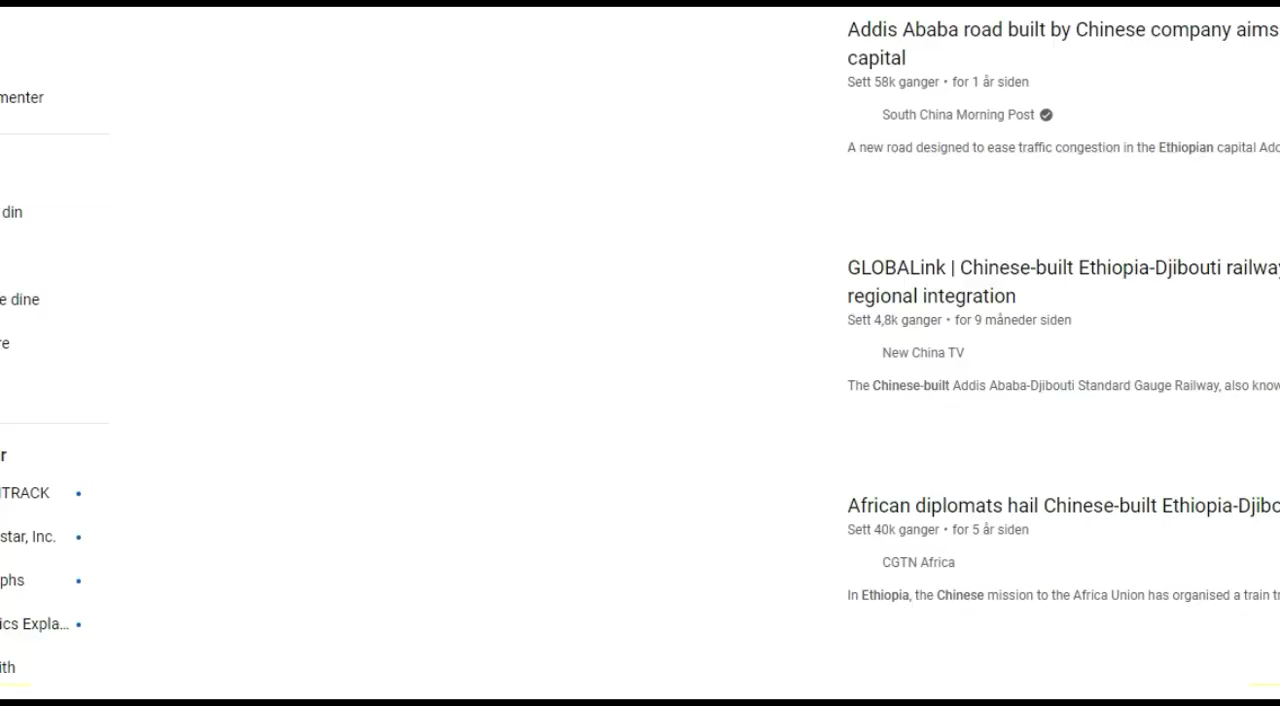 menter
din
e dine
re
r
TRACK
star, Inc.
phs
ics Expla...
ith
Addis Ababa road built by Chinese company aims
capital
Sett 58k ganger • for 1 år siden
South China Morning Post
A new road designed to ease traffic congestion in the Ethiopian capital Add
GLOBALink | Chinese-built Ethiopia-Djibouti railway
regional integration
Sett 4,8k ganger • for 9 måneder siden
New China TV
The Chinese-built Addis Ababa-Djibouti Standard Gauge Railway, also know
African diplomats hail Chinese-built Ethiopia-Djibo
Sett 40k ganger • for 5 år siden
CGTN Africa
In Ethiopia, the Chinese mission to the Africa Union has organised a train tr